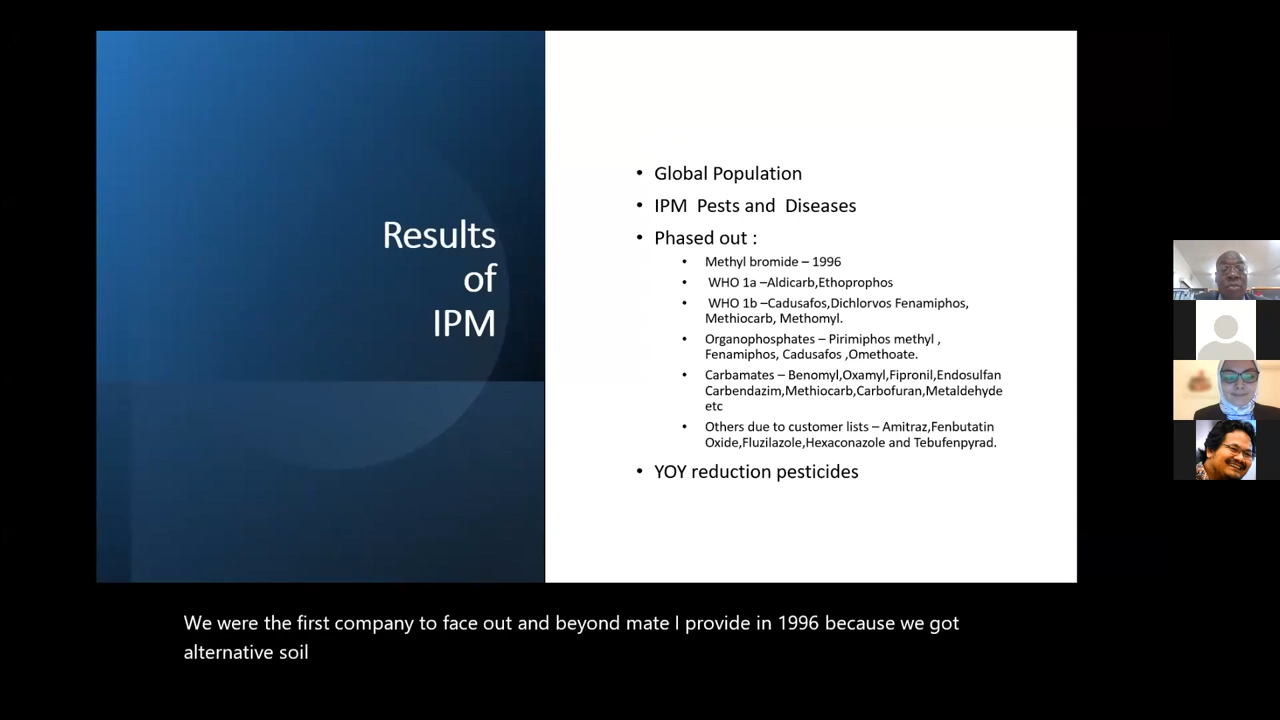 Results
of
IPM
• Global Population
• IPM Pests and Diseases
• Phased out :
• Methyl bromide – 1996
• WHO 1a –Aldicarb,Ethoprophos
• WHO 1b –Cadusafos,Dichlorvos Fenamiphos,
Methiocarb, Methomyl.
• Organophosphates – Pirimiphos methyl ,
Fenamiphos, Cadusafos ,Omethoate.
• Carbamates – Benomyl,Oxamyl,Fipronil,Endosulfan
Carbendazim,Methiocarb,Carbofuran,Metaldehyde
etc
• Others due to customer lists – Amitraz,Fenbutatin
Oxide,Fluzilazole,Hexaconazole and Tebufenpyrad.
• YOY reduction pesticides
We were the first company to face out and beyond mate I provide in 1996 because we got
alternative soil